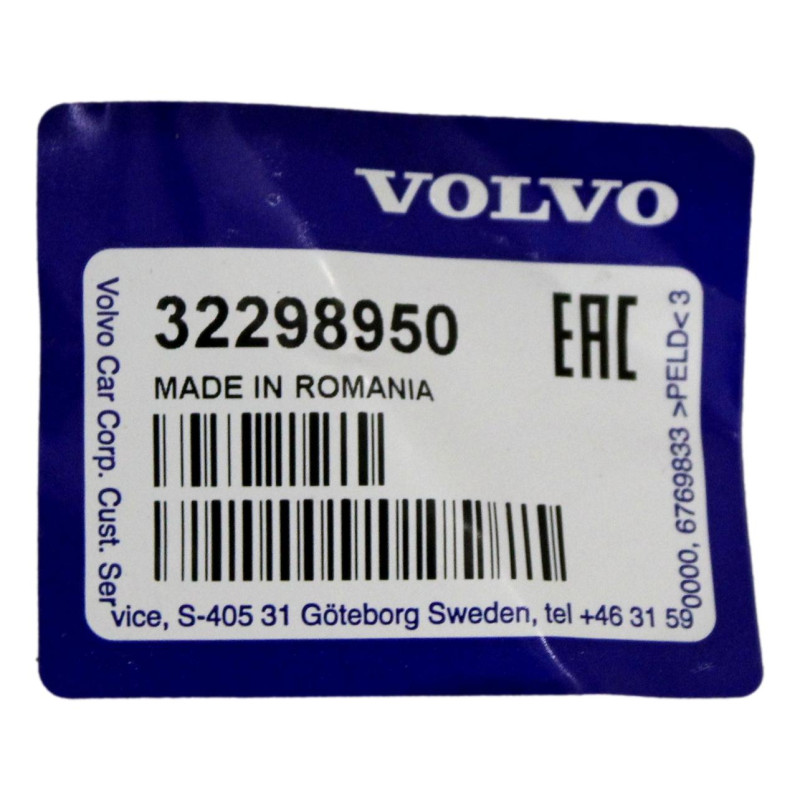 VOLVO
32298950
EAC
MADE IN ROMANIA
Volvo Car Corp. Cust. Service, S-405 31 Göteborg Sweden, tel +46 31 590000, 6769833 >PELD< 3